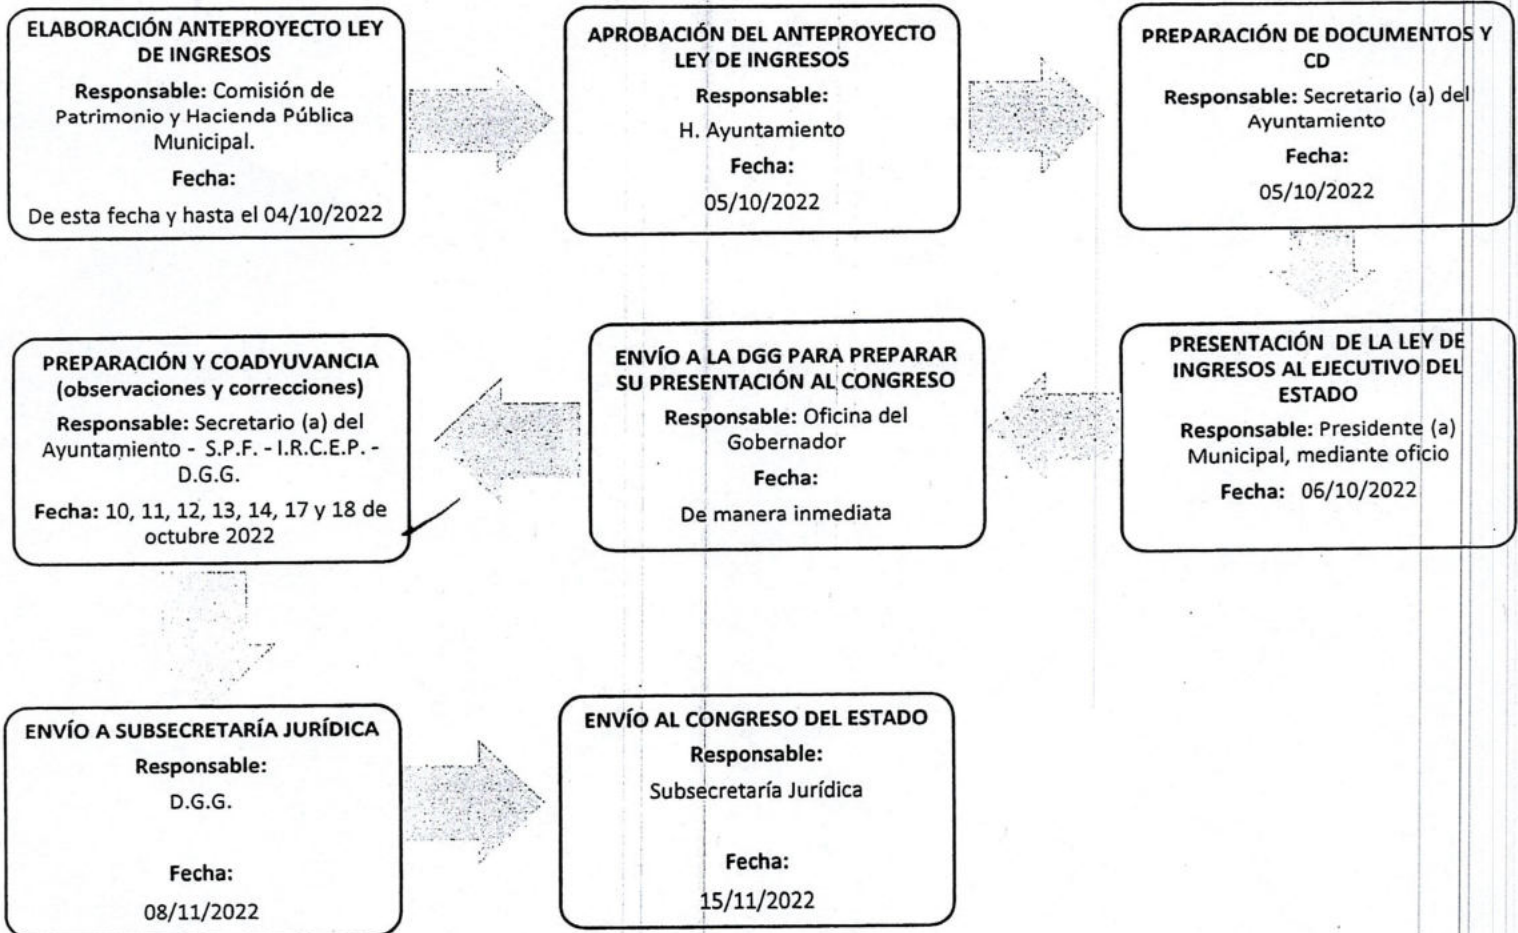 ELABORACIÓN ANTEPROYECTO LEY
DE INGRESOS
Responsable: Comisión de
Patrimonio y Hacienda Pública
Municipal.
Fecha:
De esta fecha y hasta el 04/10/2022
APROBACIÓN DEL ANTEPROYECTO
LEY DE INGRESOS
Responsable:
H. Ayuntamiento
Fecha:
05/10/2022
PREPARACIÓN DE DOCUMENTOS Y
CD
Responsable: Secretario (a) del
Ayuntamiento
Fecha:
05/10/2022
PRESENTACIÓN DE LA LEY DE
INGRESOS AL EJECUTIVO DEL
ESTADO
Responsable: Presidente (a)
Municipal, mediante oficio
Fecha: 06/10/2022
ENVÍO A LA DGG PARA PREPARAR
SU PRESENTACIÓN AL CONGRESO
Responsable: Oficina del
Gobernador
Fecha:
De manera inmediata
PREPARACIÓN Y COADYUVANCIA
(observaciones y correcciones)
Responsable: Secretario (a) del
Ayuntamiento - S.P.F. - I.R.C.E.P. -
D.G.G.
Fecha: 10, 11, 12, 13, 14, 17 y 18 de
octubre 2022
ENVÍO A SUBSECRETARÍA JURÍDICA
Responsable:
D.G.G.
Fecha:
08/11/2022
ENVÍO AL CONGRESO DEL ESTADO
Responsable:
Subsecretaría Jurídica
Fecha:
15/11/2022